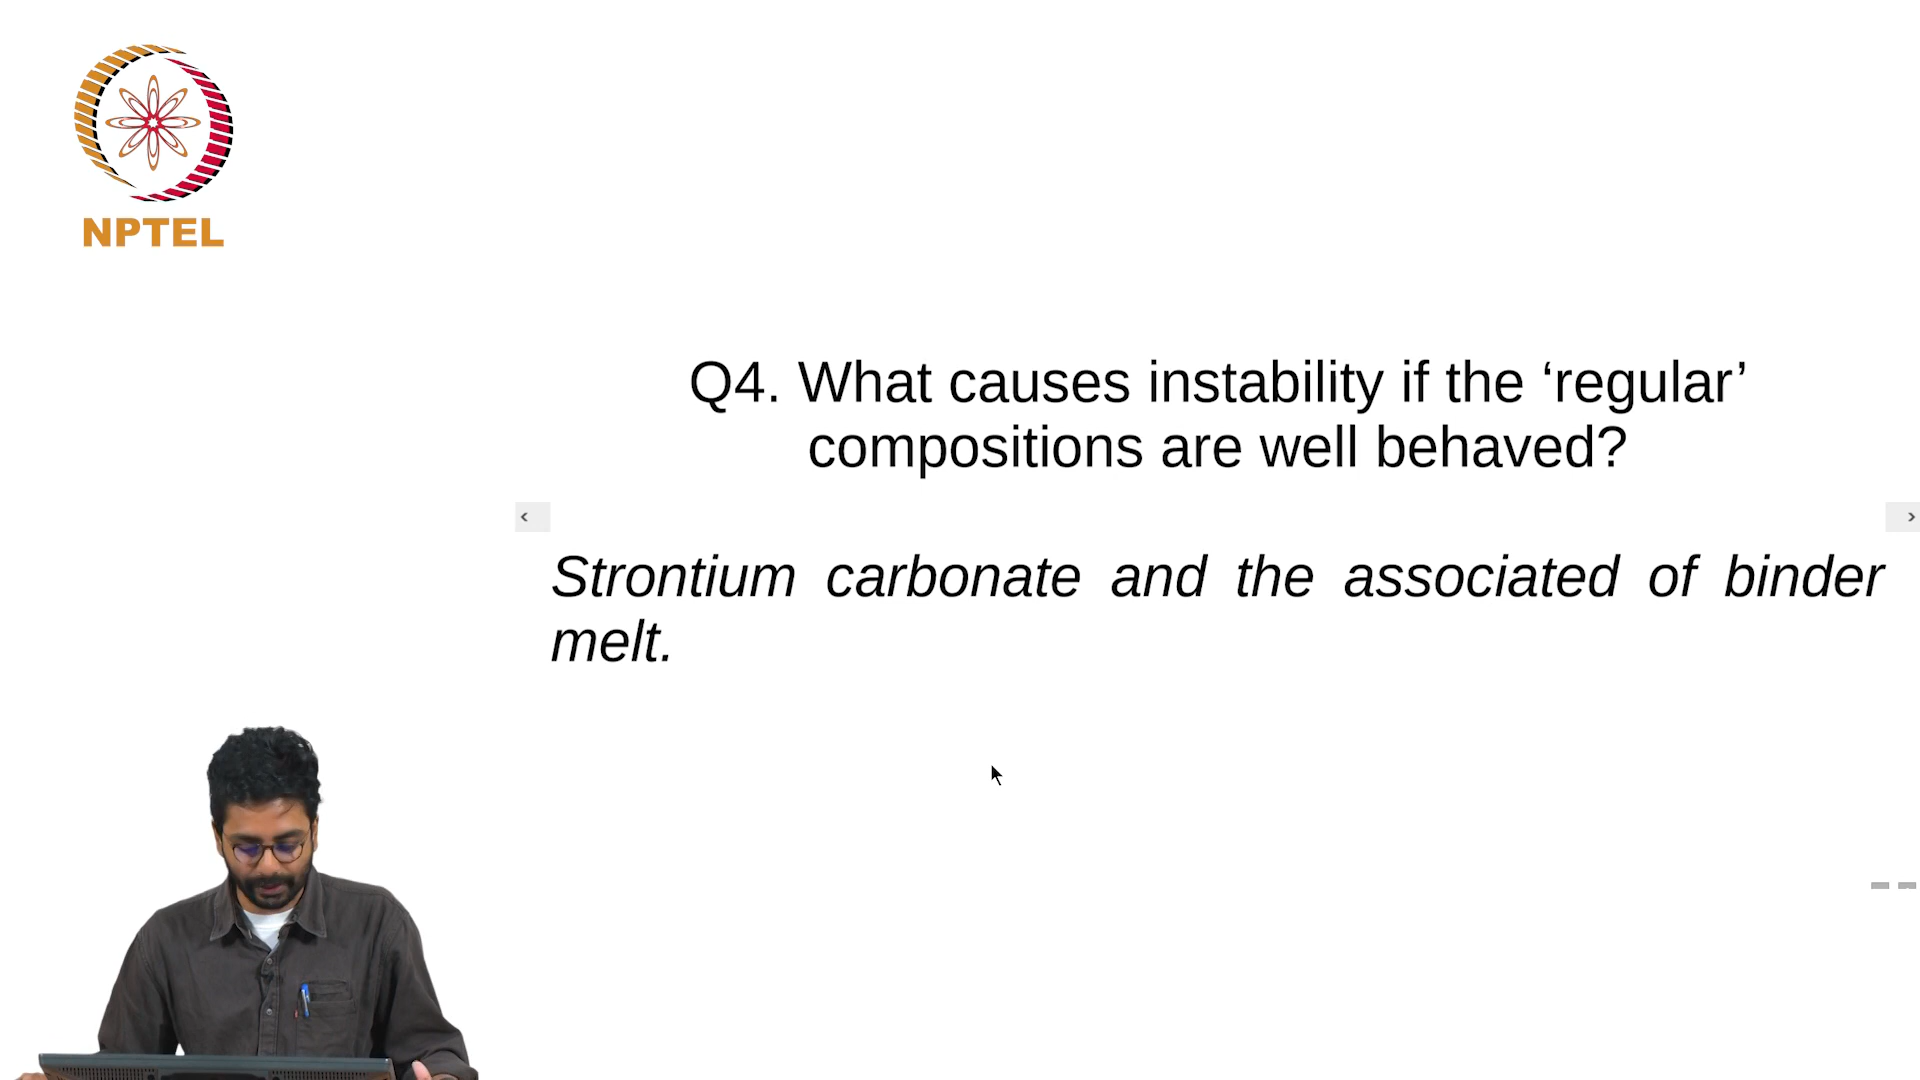 NPTEL
Q4. What causes instability if the ‘regular’
compositions are well behaved?
Strontium carbonate and the associated of binder
melt.